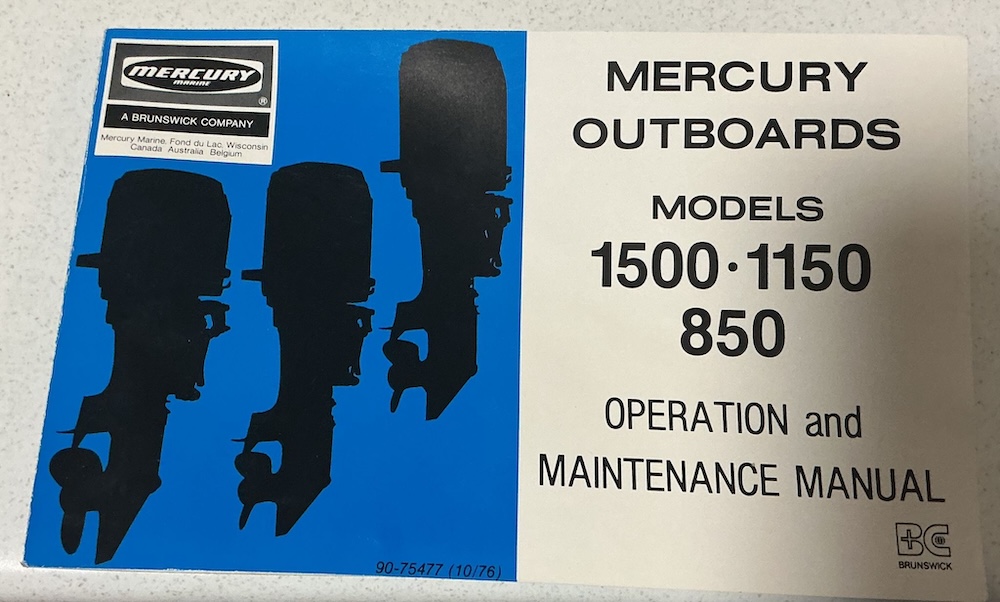 MERCURY
MARINE
®
A BRUNSWICK COMPANY
Mercury Marine, Fond du Lac, Wisconsin
Canada Australia Belgium
90-75477 (10/76)
MERCURY
OUTBOARDS
MODELS
1500·1150
850
OPERATION and
MAINTENANCE MANUAL
BC
BRUNSWICK